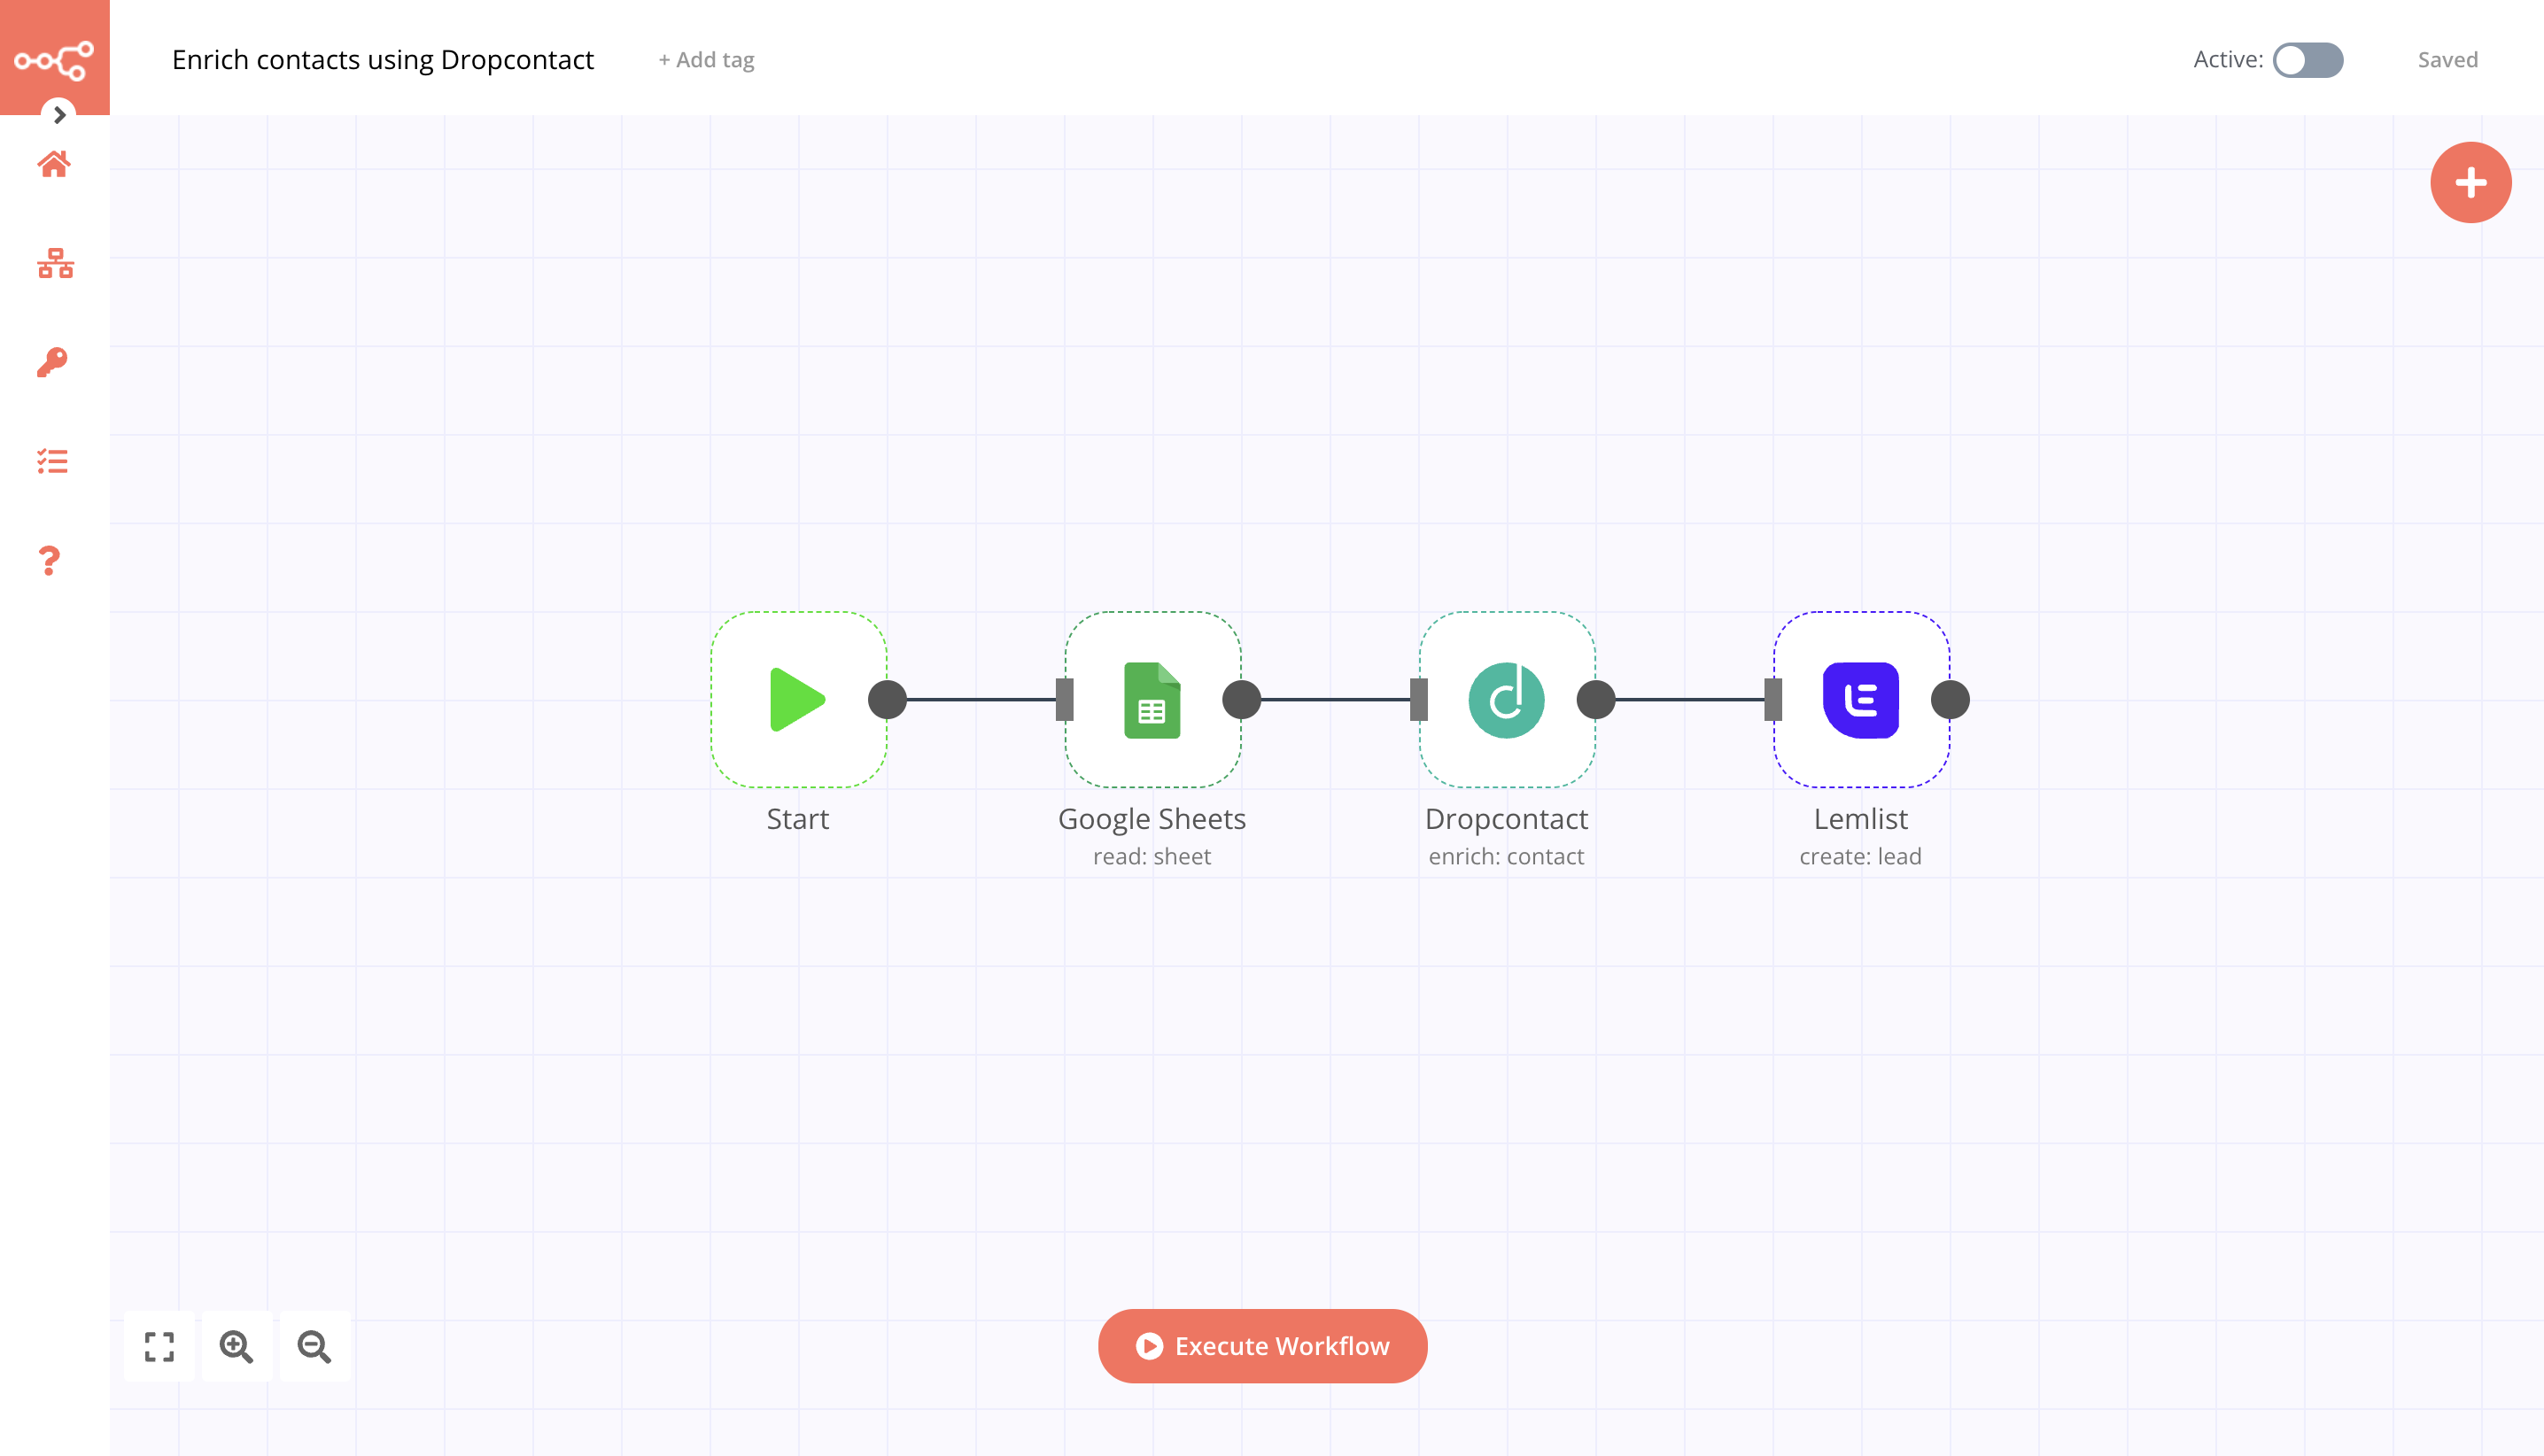 Enrich contacts using Dropcontact
+ Add tag
Active:
Saved
Start
Google Sheets
read: sheet
Dropcontact
enrich: contact
Lemlist
create: lead
Execute Workflow